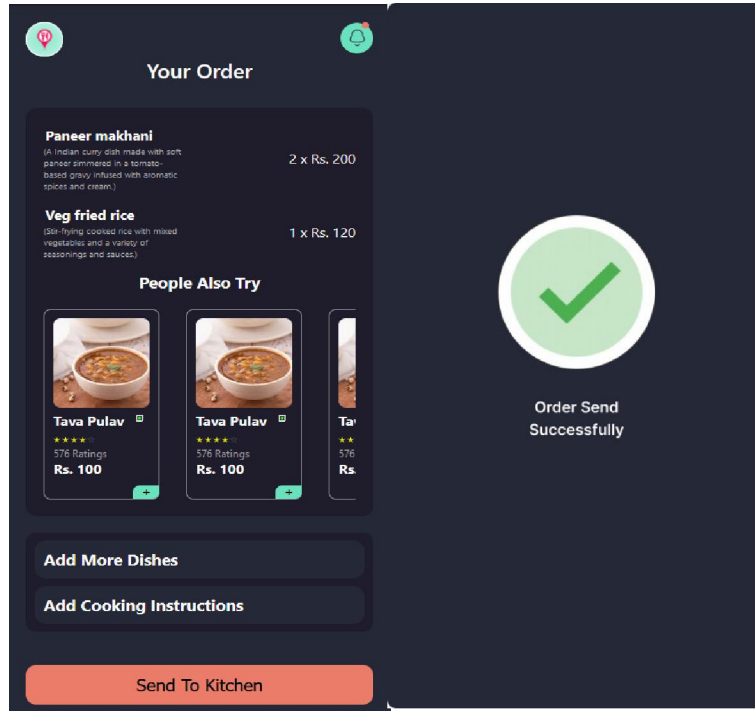 Your Order
Paneer makhani
(A Indian curry dish made with soft
paneer simmered in a tomato-
based gravy infused with aromatic
spices and cream.)
2 x Rs. 200
Veg fried rice
(Stir-frying cooked rice with mixed
vegetables and a variety of
seasonings and sauces.)
1 x Rs. 120
People Also Try
Tava Pulav
576 Ratings
Rs. 100
+
Tava Pulav
576 Ratings
Rs. 100
+
Ta
576
Rs.
Add More Dishes
Add Cooking Instructions
Send To Kitchen
Order Send
Successfully